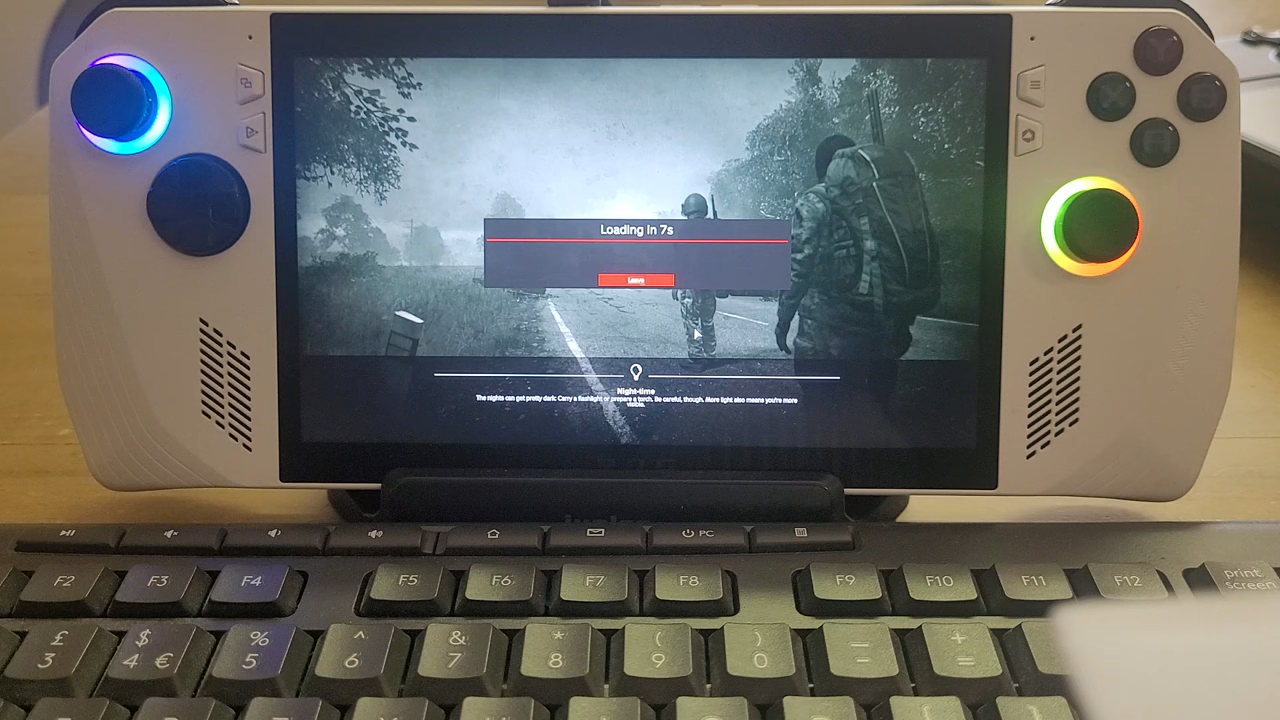 Y
X
B
A
Loading in 7s
Leave
Night-time
The nights can get pretty dark. Carry a flashlight or prepare a torch. Be careful, though. More light also means you're more
visible.
PC
F2 F3 F4 F5 F6 F7 F8 F9 F10 F11 F12 print
screen
£ $ % ^ & * ( ) _ +
3 4 € 5 6 7 8 9 0 - =